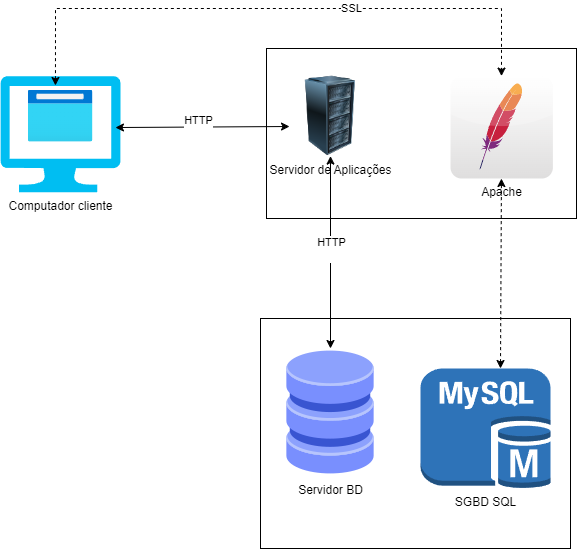 SSL
HTTP
Servidor de Aplicações
Apache
Computador cliente
HTTP
MySQL
M
Servidor BD
SGBD SQL